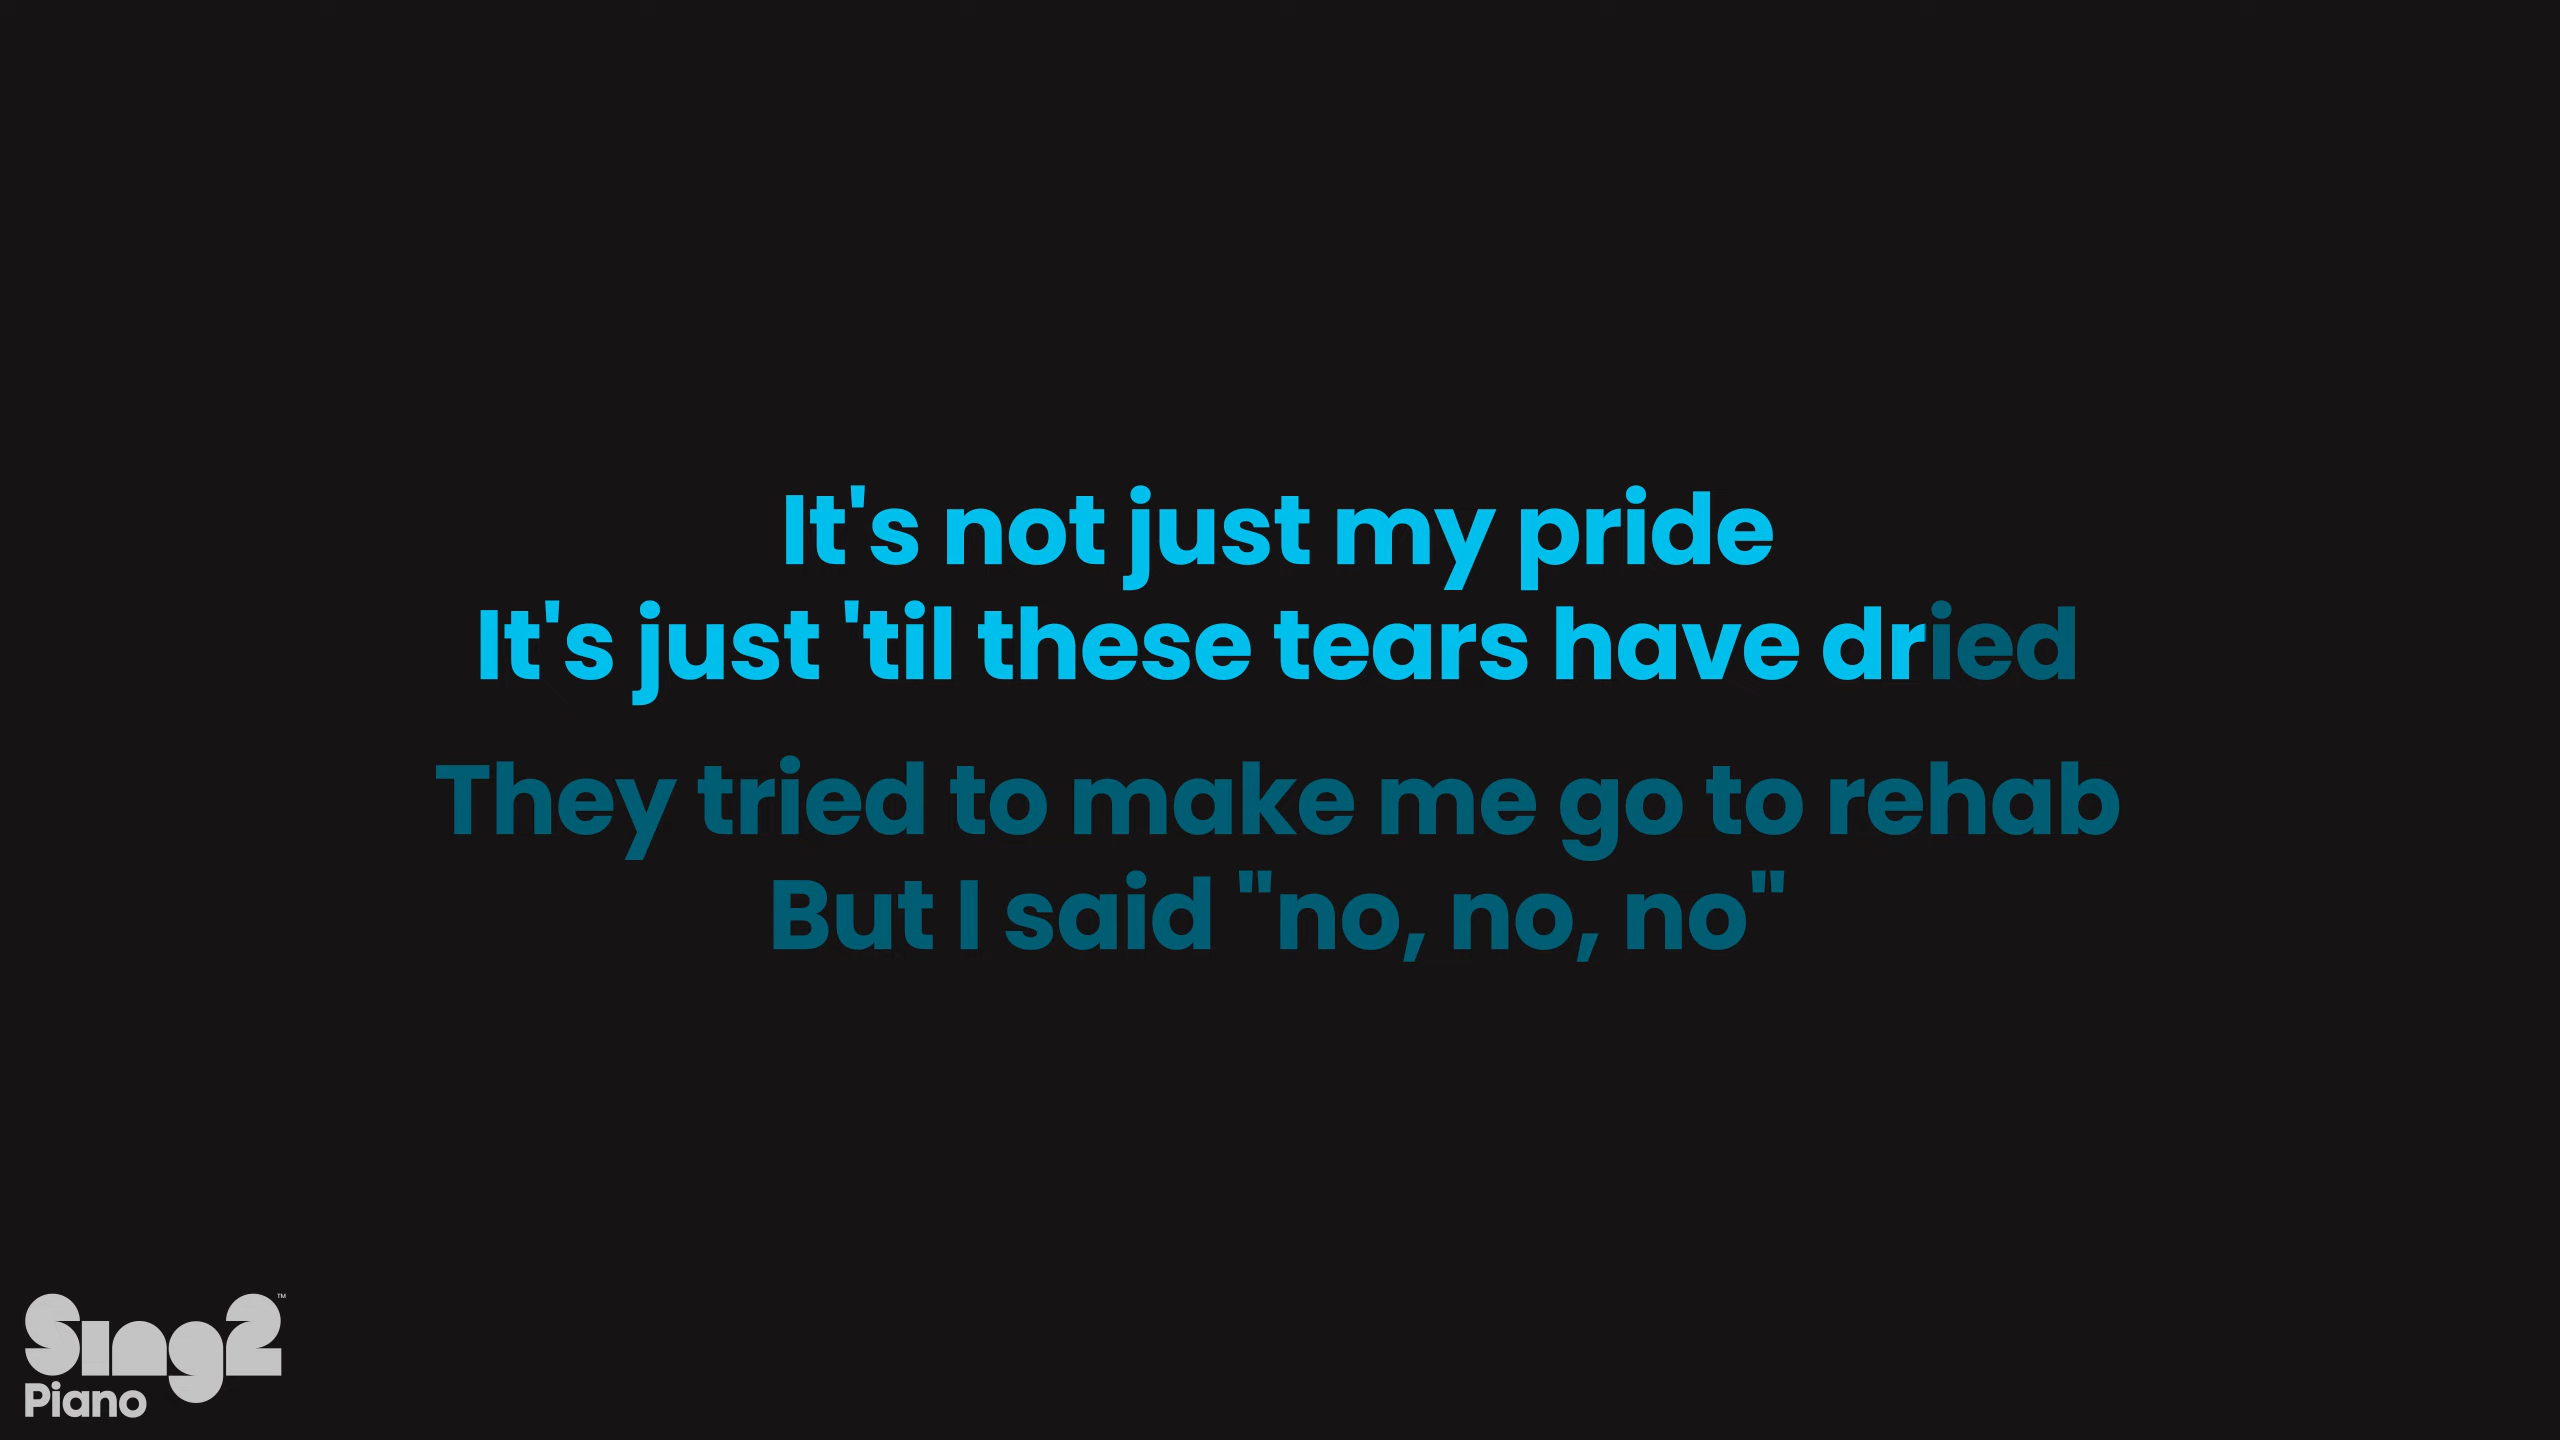 It's not just my pride
It's just 'til these tears have dried
They tried to make me go to rehab
But I said "no, no, no"
Sing2™
Piano